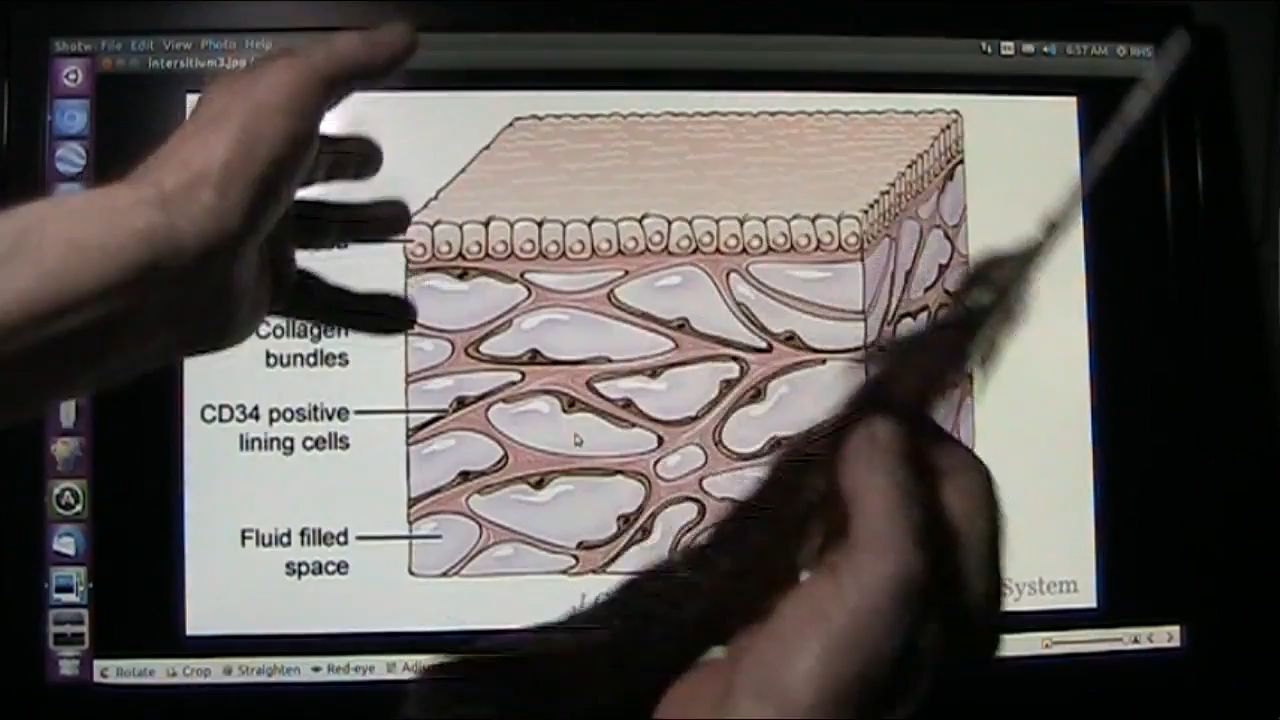 Shotw File Edit View Photo Help
6:57 AM
intersitium3.jpg
Collagen
bundles
CD34 positive
lining cells
Fluid filled
space
System
Rotate Crop Straighten Red-eye